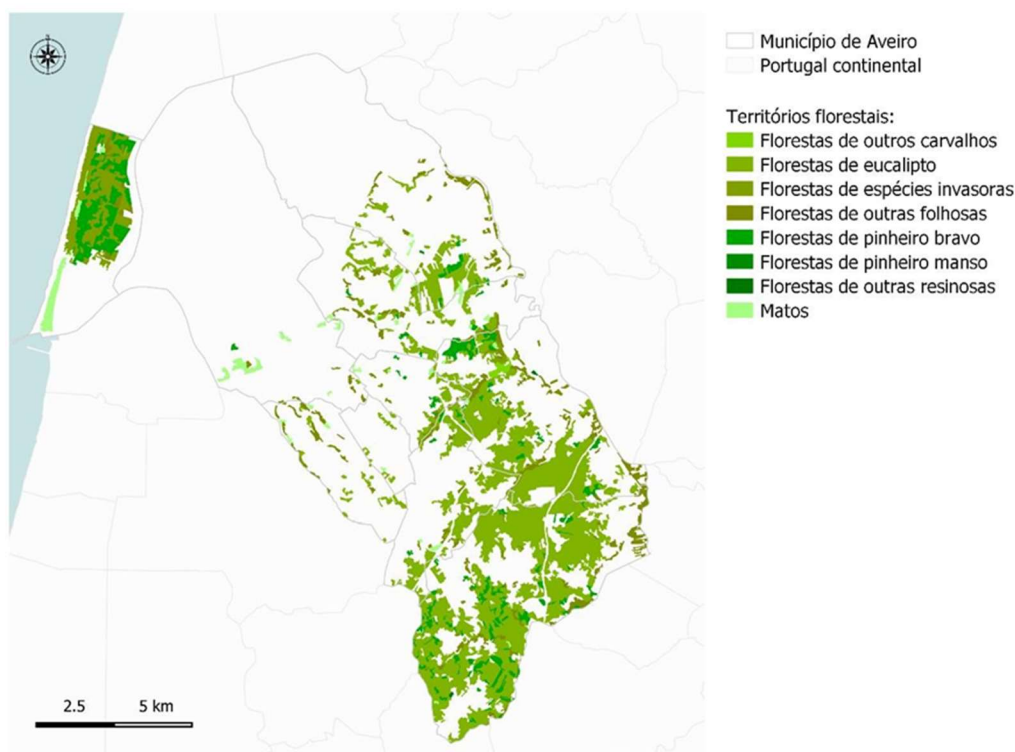 Município de Aveiro
Portugal continental
Territórios florestais:
Florestas de outros carvalhos
Florestas de eucalipto
Florestas de espécies invasoras
Florestas de outras folhosas
Florestas de pinheiro bravo
Florestas de pinheiro manso
Florestas de outras resinosas
Matos
2.5 5 km